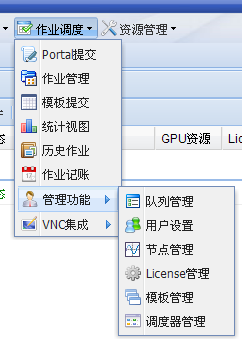 作业调度 资源管理
Portal提交
作业管理
模板提交
统计视图
GPU资源 Lic
历史作业
作业记账
管理功能
VNC集成
队列管理
用户设置
节点管理
License管理
模板管理
调度器管理